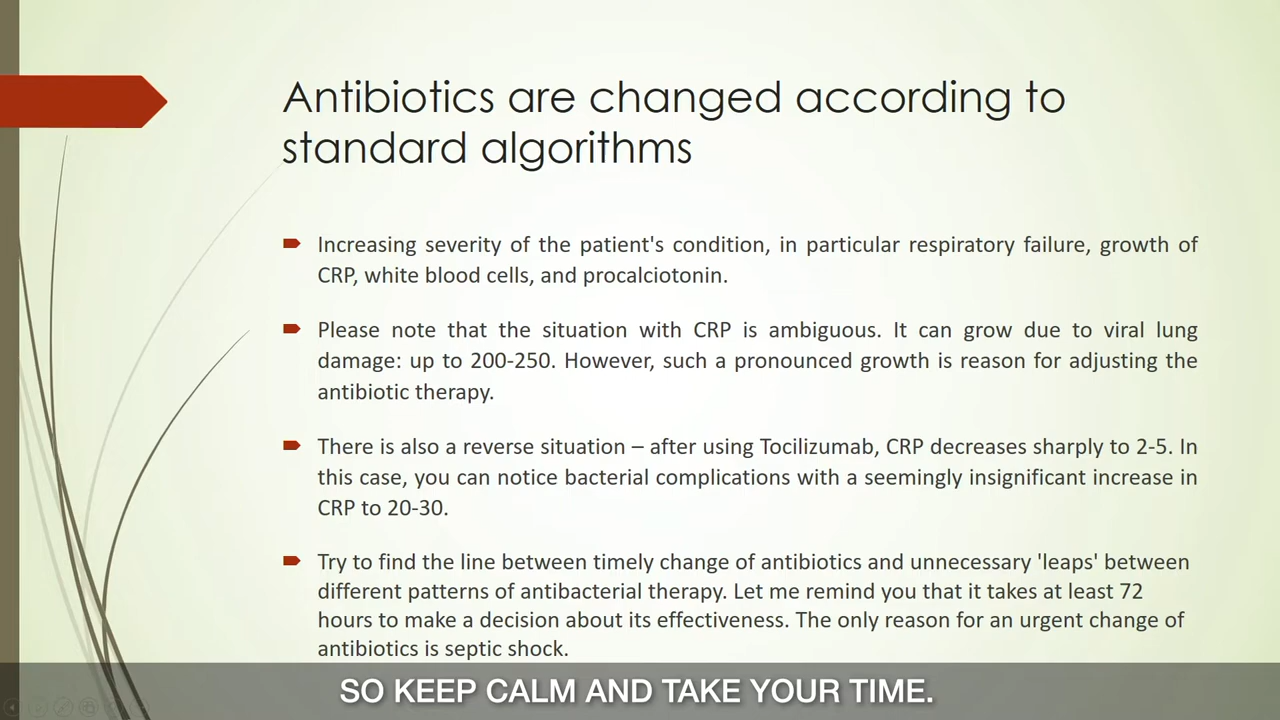 Antibiotics are changed according to
standard algorithms
Increasing severity of the patient's condition, in particular respiratory failure, growth of
CRP, white blood cells, and procalciotonin.
Please note that the situation with CRP is ambiguous. It can grow due to viral lung
damage: up to 200-250. However, such a pronounced growth is reason for adjusting the
antibiotic therapy.
There is also a reverse situation – after using Tocilizumab, CRP decreases sharply to 2-5. In
this case, you can notice bacterial complications with a seemingly insignificant increase in
CRP to 20-30.
Try to find the line between timely change of antibiotics and unnecessary 'leaps' between
different patterns of antibacterial therapy. Let me remind you that it takes at least 72
hours to make a decision about its effectiveness. The only reason for an urgent change of
antibiotics is septic shock.
SO KEEP CALM AND TAKE YOUR TIME.